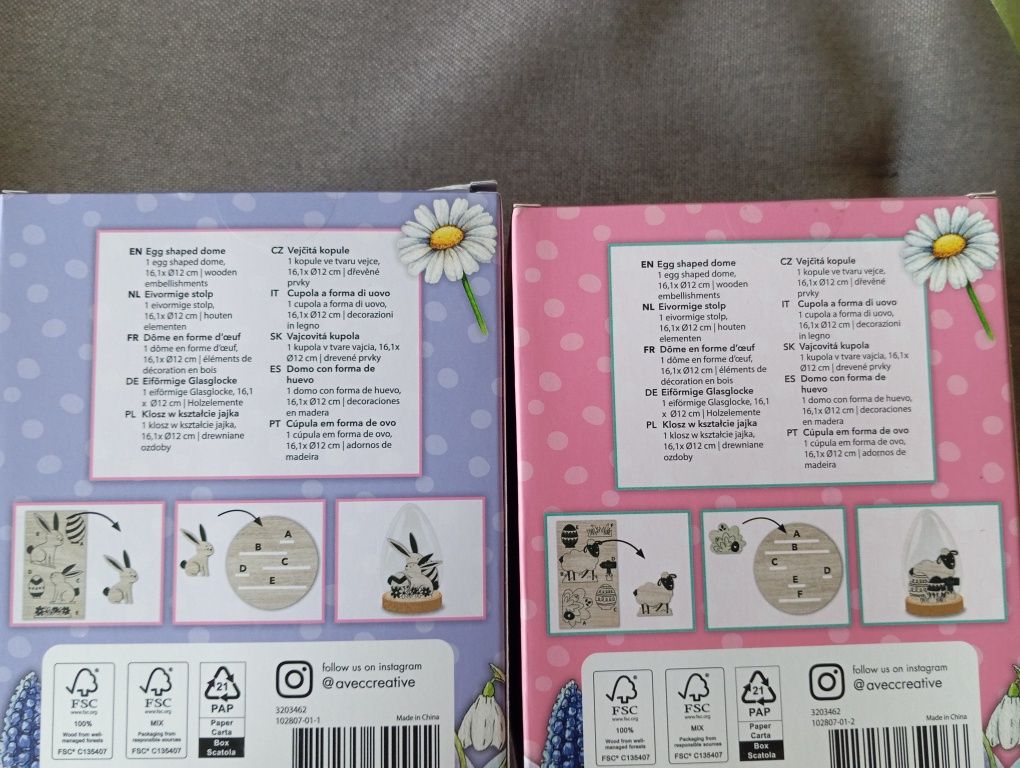 EN Egg shaped dome
1 egg shaped dome,
16,1x Ø12 cm | wooden
embellishments
NL Eivormige stolp
1 eivormige stolp,
16,1x Ø12 cm | houten
elementen
FR Dôme en forme d'œuf
1 dôme en forme d'œuf,
16,1x Ø12 cm | éléments de
décoration en bois
DE Eiförmige Glasglocke
1 eiförmige Glasglocke, 16,1
x Ø12 cm | Holzelemente
PL Klosz w kształcie jajka
1 klosz w kształcie jajka,
16,1x Ø12 cm | drewniane
ozdoby
CZ Vejčitá kopule
1 kopule ve tvaru vejce,
16,1x Ø12 cm | dřevěné
prvky
IT Cupola a forma di uovo
1 cupola a forma di uovo,
16,1x Ø12 cm | decorazioni
in legno
SK Vajcovitá kupola
1 kupola v tvare vajcia, 16,1x
Ø12 cm | drevené prvky
ES Domo con forma de
huevo
1 domo con forma de huevo,
16,1x Ø12 cm | decoraciones
en madera
PT Cúpula em forma de ovo
1 cúpula em forma de ovo,
16,1x Ø12 cm | adornos de
madeira
A
B
C
D
E
FSC
www.fsc.org
100%
Wood from well-
managed forests
FSC® C135407
FSC
www.fsc.org
MIX
Packaging from
responsible sources
FSC® C135407
21
PAP
Paper
Carta
Box
Scatola
follow us on instagram
@aveccreative
3203462
102807-01-1
Made in China
EN Egg shaped dome
1 egg shaped dome,
16,1x Ø12 cm | wooden
embellishments
NL Eivormige stolp
1 eivormige stolp,
16,1x Ø12 cm | houten
elementen
FR Dôme en forme d'œuf
1 dôme en forme d'œuf,
16,1x Ø12 cm | éléments de
décoration en bois
DE Eiförmige Glasglocke
1 eiförmige Glasglocke, 16,1
x Ø12 cm | Holzelemente
PL Klosz w kształcie jajka
1 klosz w kształcie jajka,
16,1x Ø12 cm | drewniane
ozdoby
CZ Vejčitá kopule
1 kopule ve tvaru vejce,
16,1x Ø12 cm | dřevěné
prvky
IT Cupola a forma di uovo
1 cupola a forma di uovo,
16,1x Ø12 cm | decorazioni
in legno
SK Vajcovitá kupola
1 kupola v tvare vajcia, 16,1x
Ø12 cm | drevené prvky
ES Domo con forma de
huevo
1 domo con forma de huevo,
16,1x Ø12 cm | decoraciones
en madera
PT Cúpula em forma de ovo
1 cúpula em forma de ovo,
16,1x Ø12 cm | adornos de
madeira
A
B
C
D
E
F
FSC
www.fsc.org
100%
Wood from well-
managed forests
FSC® C135407
FSC
www.fsc.org
MIX
Packaging from
responsible sources
FSC® C135407
21
PAP
Paper
Carta
Box
Scatola
follow us on instagram
@aveccreative
3203462
102807-01-2
Made in China